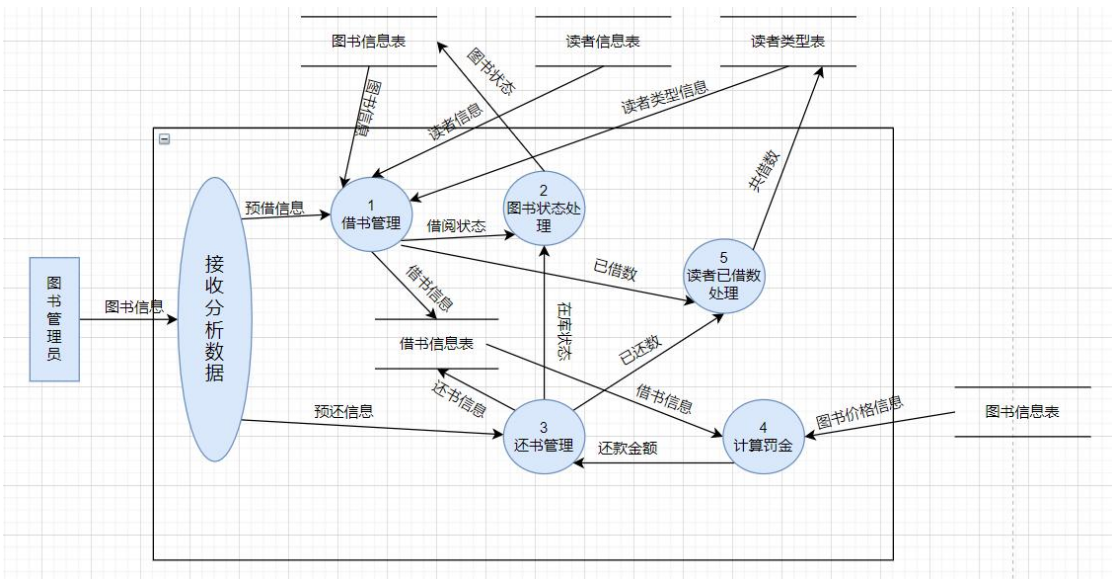 图书信息表
读者信息表
读者类型表
图书状态
图书信息
读者信息
读者类型信息
共借数
预借信息
1
借书管理
借阅状态
2
图书状态处
理
5
读者已借数
处理
已借数
接收分析数据
图书管理员
图书信息
借书信息
在库状态
借书信息表
已还数
还书信息
借书信息
预还信息
3
还书管理
还款金额
4
计算罚金
图书价格信息
图书信息表